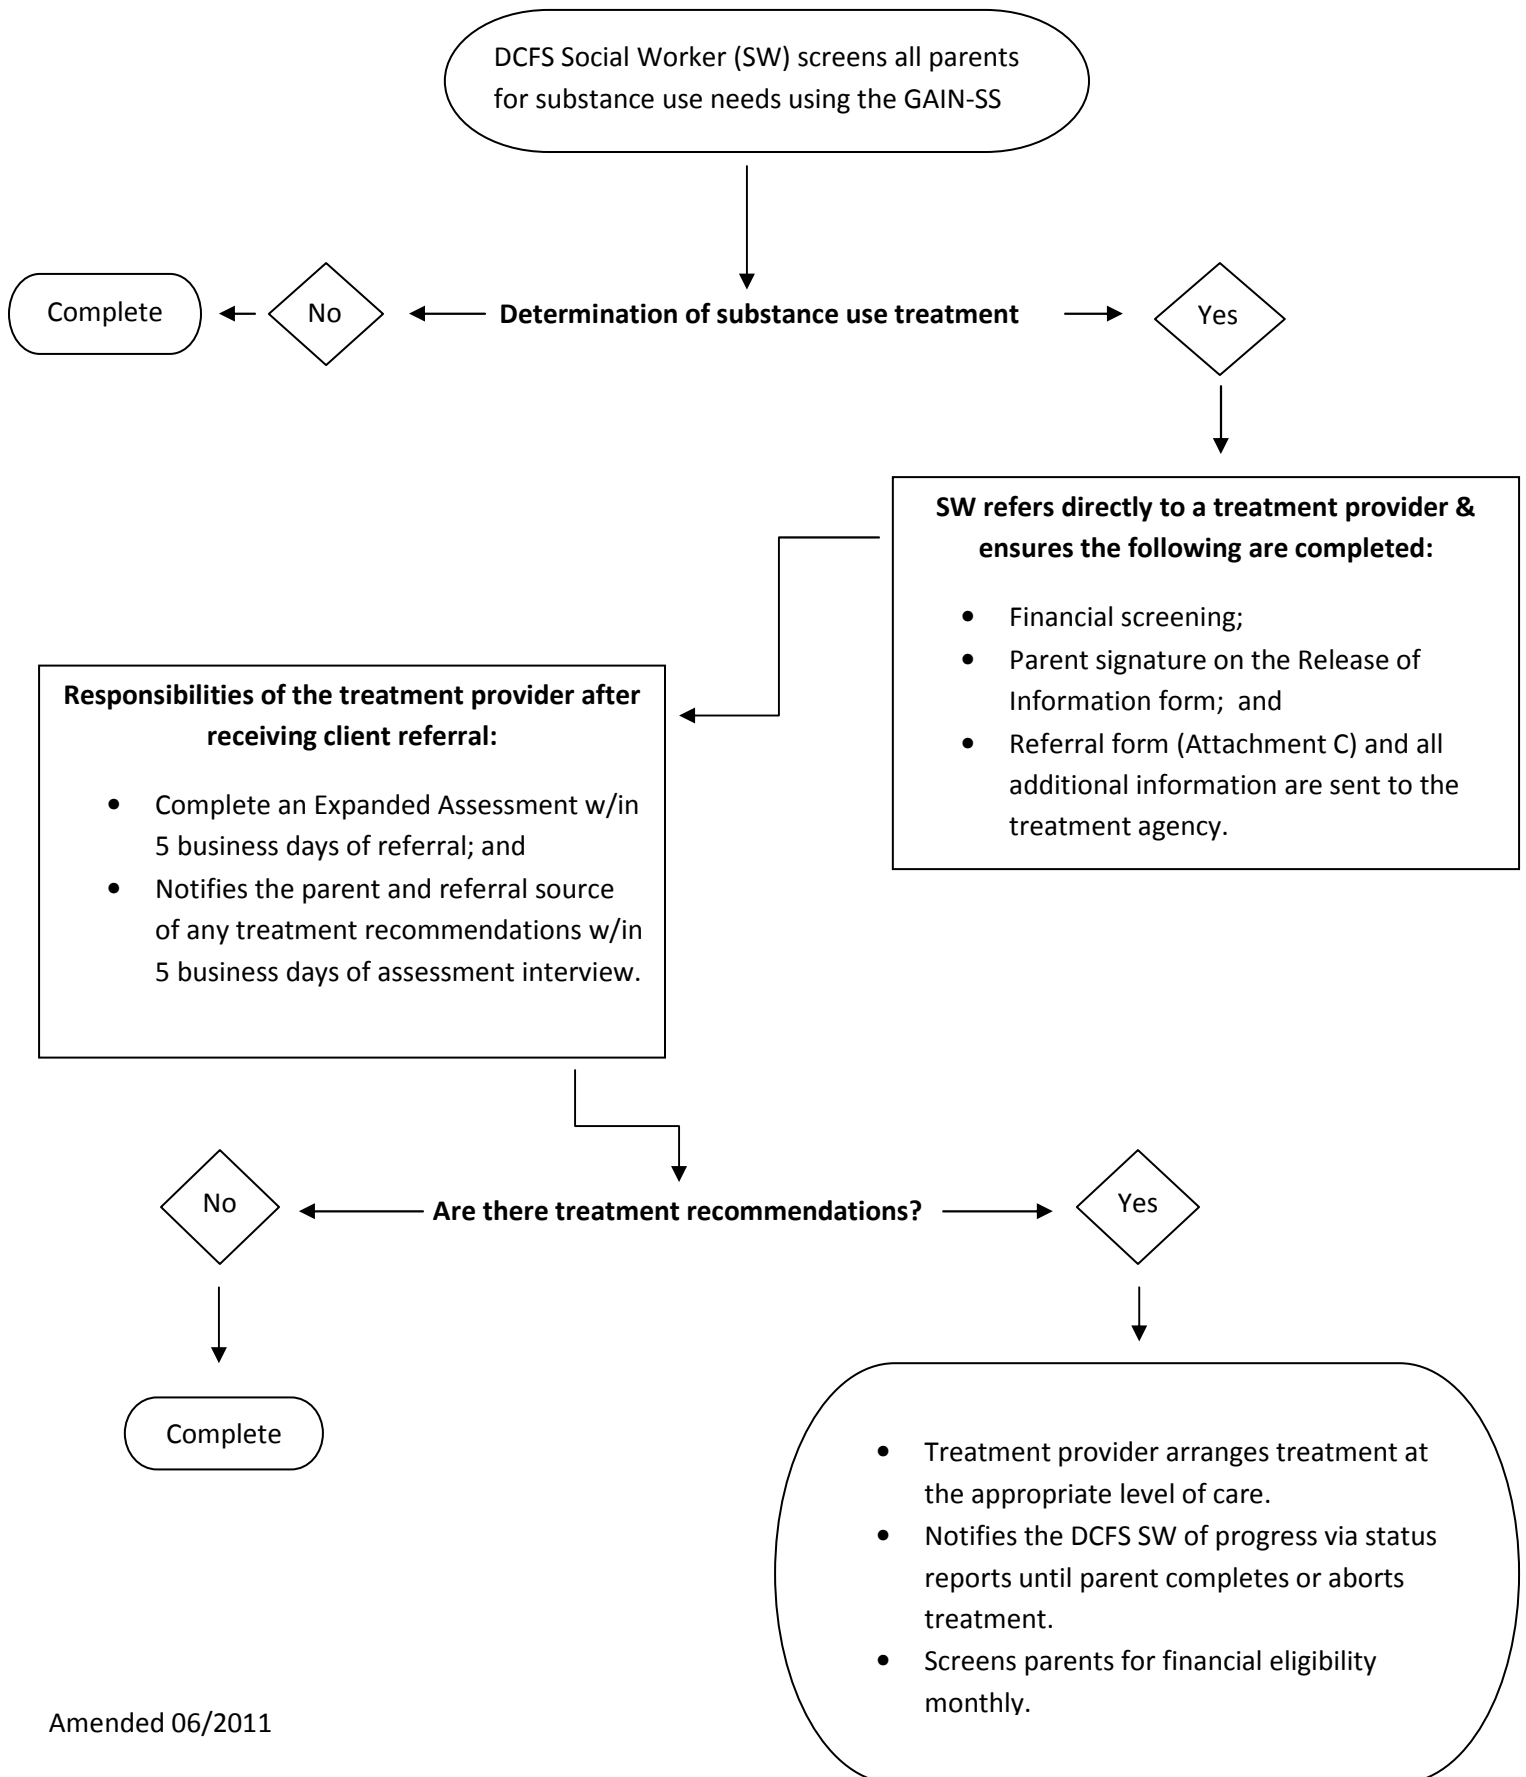 DCFS Social Worker (SW) screens all parents
for substance use needs using the GAIN-SS
Complete
No
Determination of substance use treatment
Yes
SW refers directly to a treatment provider &
ensures the following are completed:
• Financial screening;
• Parent signature on the Release of
Information form;  and
• Referral form (Attachment C) and all
additional information are sent to the
treatment agency.
Responsibilities of the treatment provider after
receiving client referral:
• Complete an Expanded Assessment w/in
5 business days of referral; and
• Notifies the parent and referral source
of any treatment recommendations w/in
5 business days of assessment interview.
No
Are there treatment recommendations?
Yes
Complete
• Treatment provider arranges treatment at
the appropriate level of care.
• Notifies the DCFS SW of progress via status
reports until parent completes or aborts
treatment.
• Screens parents for financial eligibility
monthly.
Amended 06/2011